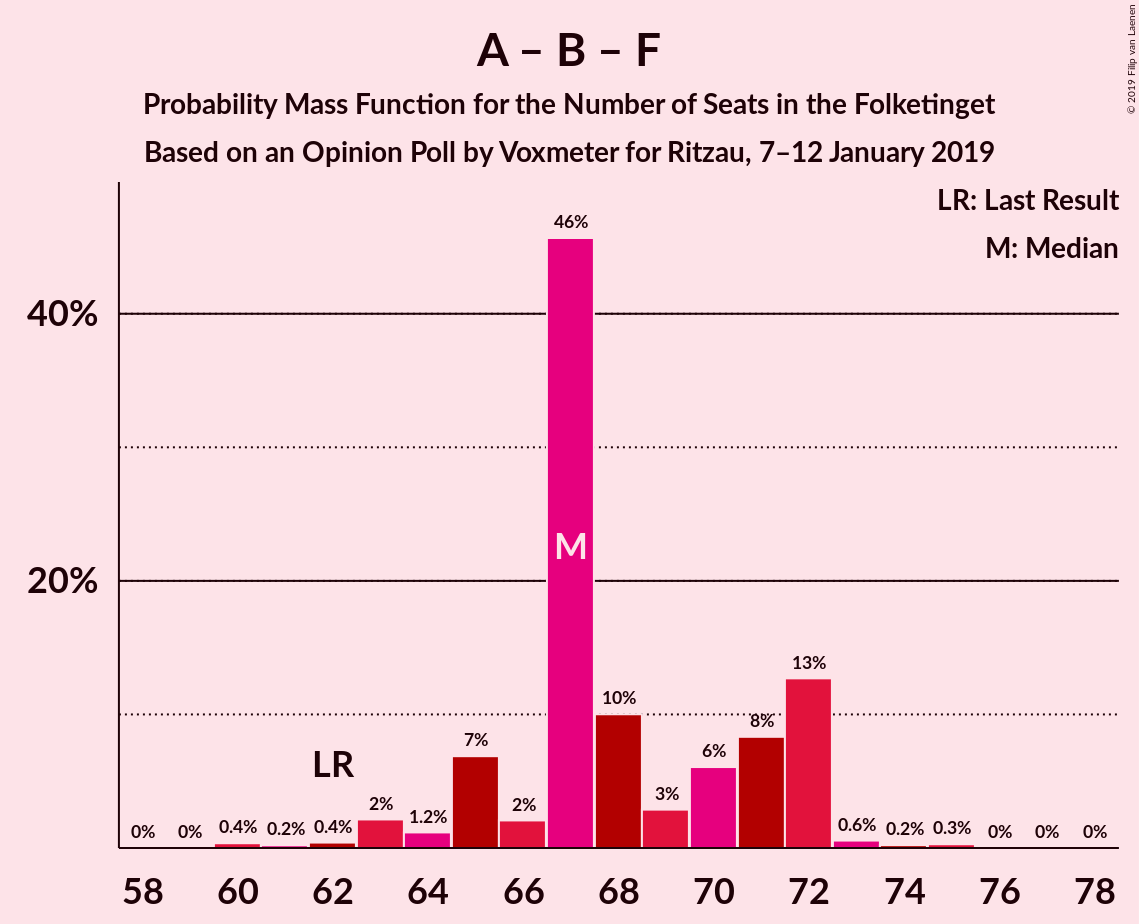 A – B – F
Probability Mass Function for the Number of Seats in the Folketinget
Based on an Opinion Poll by Voxmeter for Ritzau, 7–12 January 2019
© 2019 Filip van Laenen
LR: Last Result
M: Median
40%
20%
0%
0%
0.4%
0.2%
0.4%
LR
2%
1.2%
7%
2%
46%
M
10%
3%
6%
8%
13%
0.6%
0.2%
0.3%
0%
0%
0%
58 60 62 64 66 68 70 72 74 76 78